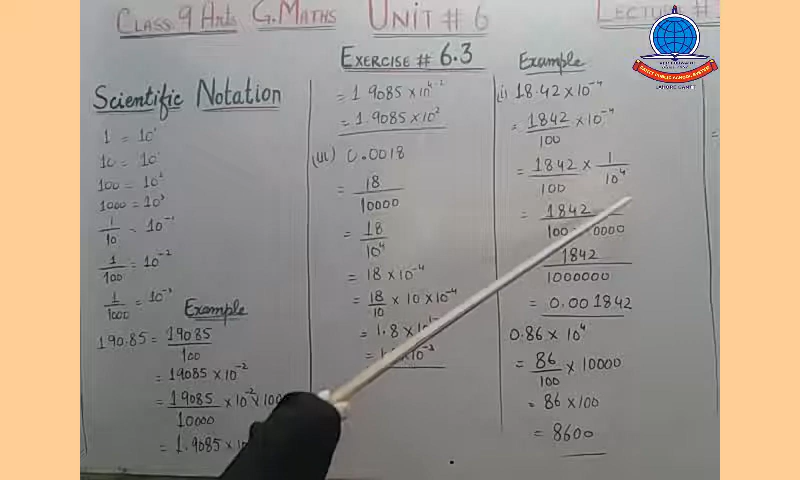 CLASS 9 Arts G.Maths UNIT # 6
LECTURE #
Scientific Notation
1 = 10'
10 = 10'
100 = 10²
1000 = 10³
1/10 = 10⁻¹
1/100 = 10⁻²
1/1000 = 10⁻³
Example
190.85 = 19085/100
= 19085 × 10⁻²
= 19085/10000 × 10⁻² ×
= 1.9085 ×
EXERCISE # 6.3
= 1.9085 × 10⁴⁻²
= 1.9085 × 10²
(iii) 0.0018
= 18/10000
= 18/10⁴
= 18 × 10⁻⁴
= 18/10 × 10 × 10⁻⁴
= 1.8 ×
× 10⁻³
Example
(i) 18.42 × 10⁻⁴
= 1842/100 × 10⁻⁴
= 1842/100 × 1/10⁴
= 1842
1842/1000000
= 0.001842
0.86 × 10⁴
= 86/100 × 10000
= 86 × 100
= 8600
LAHORE CANTT